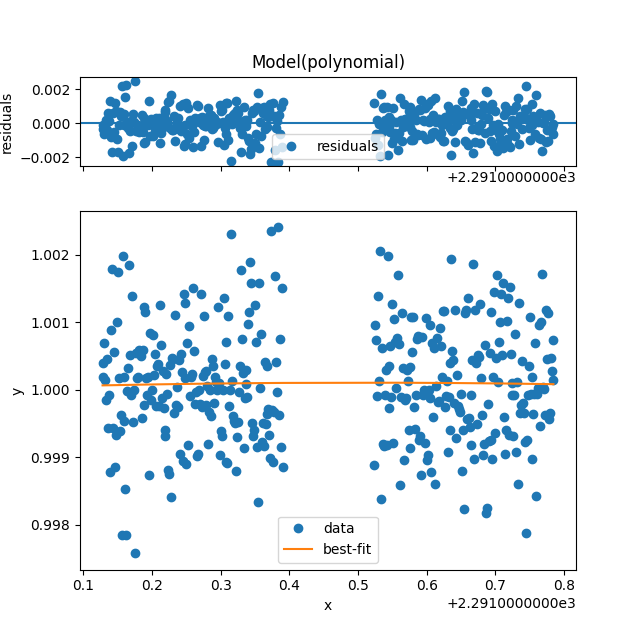 Model(polynomial)
0.002
0.000
−0.002
residuals
residuals
+2.2910000000e3
1.002
1.001
1.000
0.999
0.998
y
data
best-fit
0.1 0.2 0.3 0.4 0.5 0.6 0.7 0.8
x
+2.2910000000e3